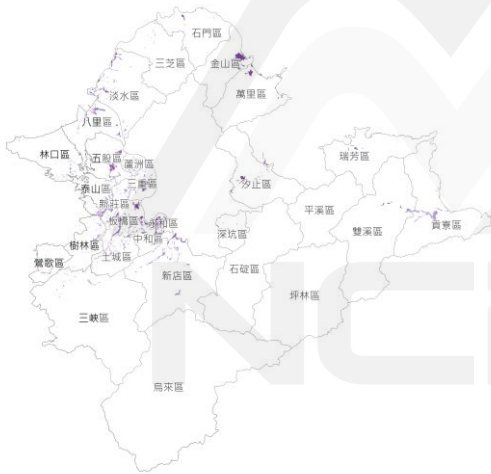 石門區
三芝區
金山區
淡水區
萬里區
八里區
林口區
五股區
蘆洲區
瑞芳區
泰山區
三重區
汐止區
新莊區
平溪區
板橋區
永和區
貢寮區
樹林區
中和區
深坑區
雙溪區
土城區
鶯歌區
新店區
石碇區
坪林區
三峽區
烏來區
NC